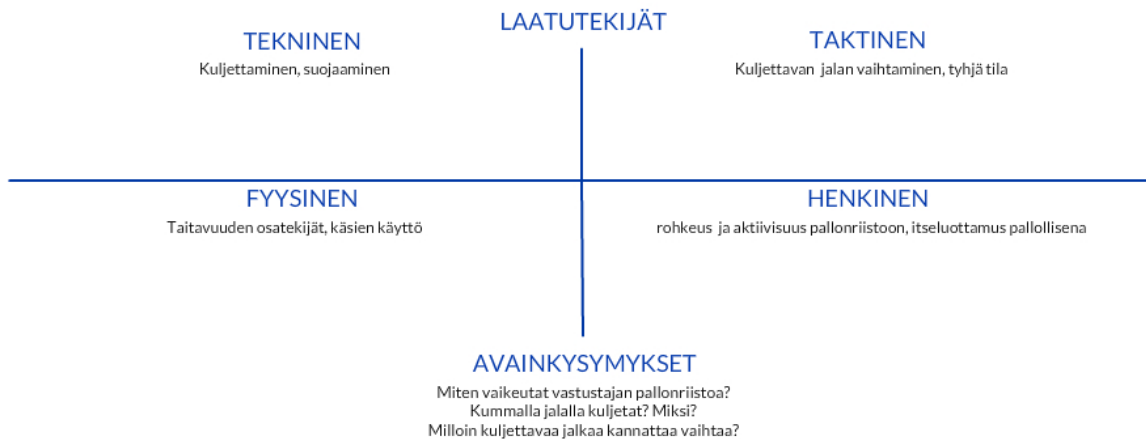 LAATUTEKIJÄT
TEKNINEN
Kuljettaminen, suojaaminen
TAKTINEN
Kuljettavan jalan vaihtaminen, tyhjä tila
FYYSINEN
Taitavuuden osatekijät, käsien käyttö
HENKINEN
rohkeus ja aktiivisuus pallonriistoon, itseluottamus pallollisena
AVAINKYSYMYKSET
Miten vaikeutat vastustajan pallonriistoa?
Kummalla jalalla kuljetat? Miksi?
Milloin kuljettavaa jalkaa kannattaa vaihtaa?